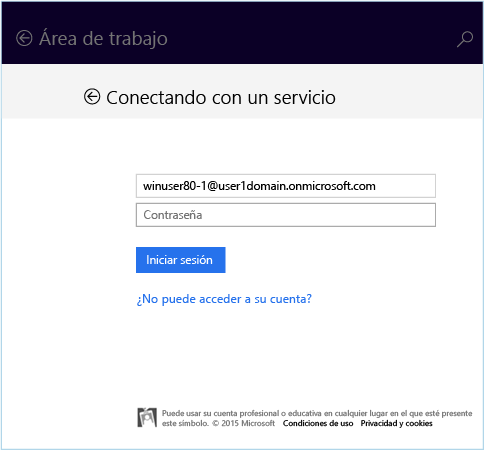 Área de trabajo
Conectando con un servicio
winuser80-1@user1domain.onmicrosoft.com
Contraseña
Iniciar sesión
¿No puede acceder a su cuenta?
Puede usar su cuenta profesional o educativa en cualquier lugar en el que esté presente
este símbolo. © 2015 Microsoft Condiciones de uso Privacidad y cookies